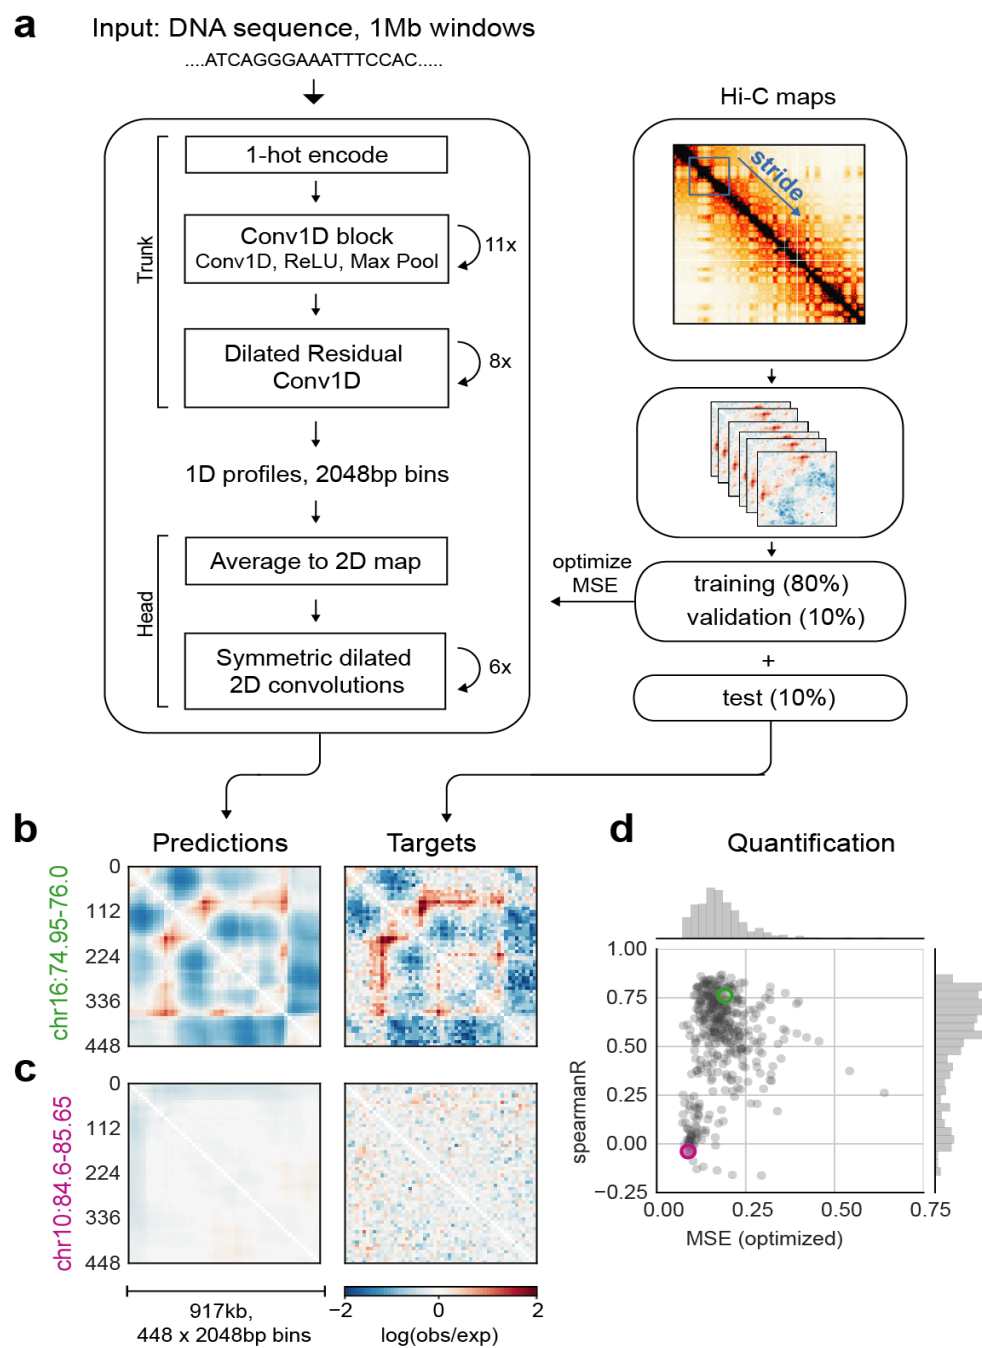 a
Input: DNA sequence, 1Mb windows
....ATCAGGGAAATTTCCAC.....
Trunk
1-hot encode
Conv1D block
Conv1D, ReLU, Max Pool
11x
Dilated Residual
Conv1D
8x
1D profiles, 2048bp bins
Head
Average to 2D map
Symmetric dilated
2D convolutions
6x
Hi-C maps
stride
optimize
MSE
training (80%)
validation (10%)
+
test (10%)
b
Predictions
Targets
chr16:74.95-76.0
0
112
224
336
448
c
chr10:84.6-85.65
0
112
224
336
448
917kb,
448 x 2048bp bins
−2
0
2
log(obs/exp)
d
Quantification
spearmanR
1.00
0.75
0.50
0.25
0.00
−0.25
0.00
0.25
0.50
0.75
MSE (optimized)